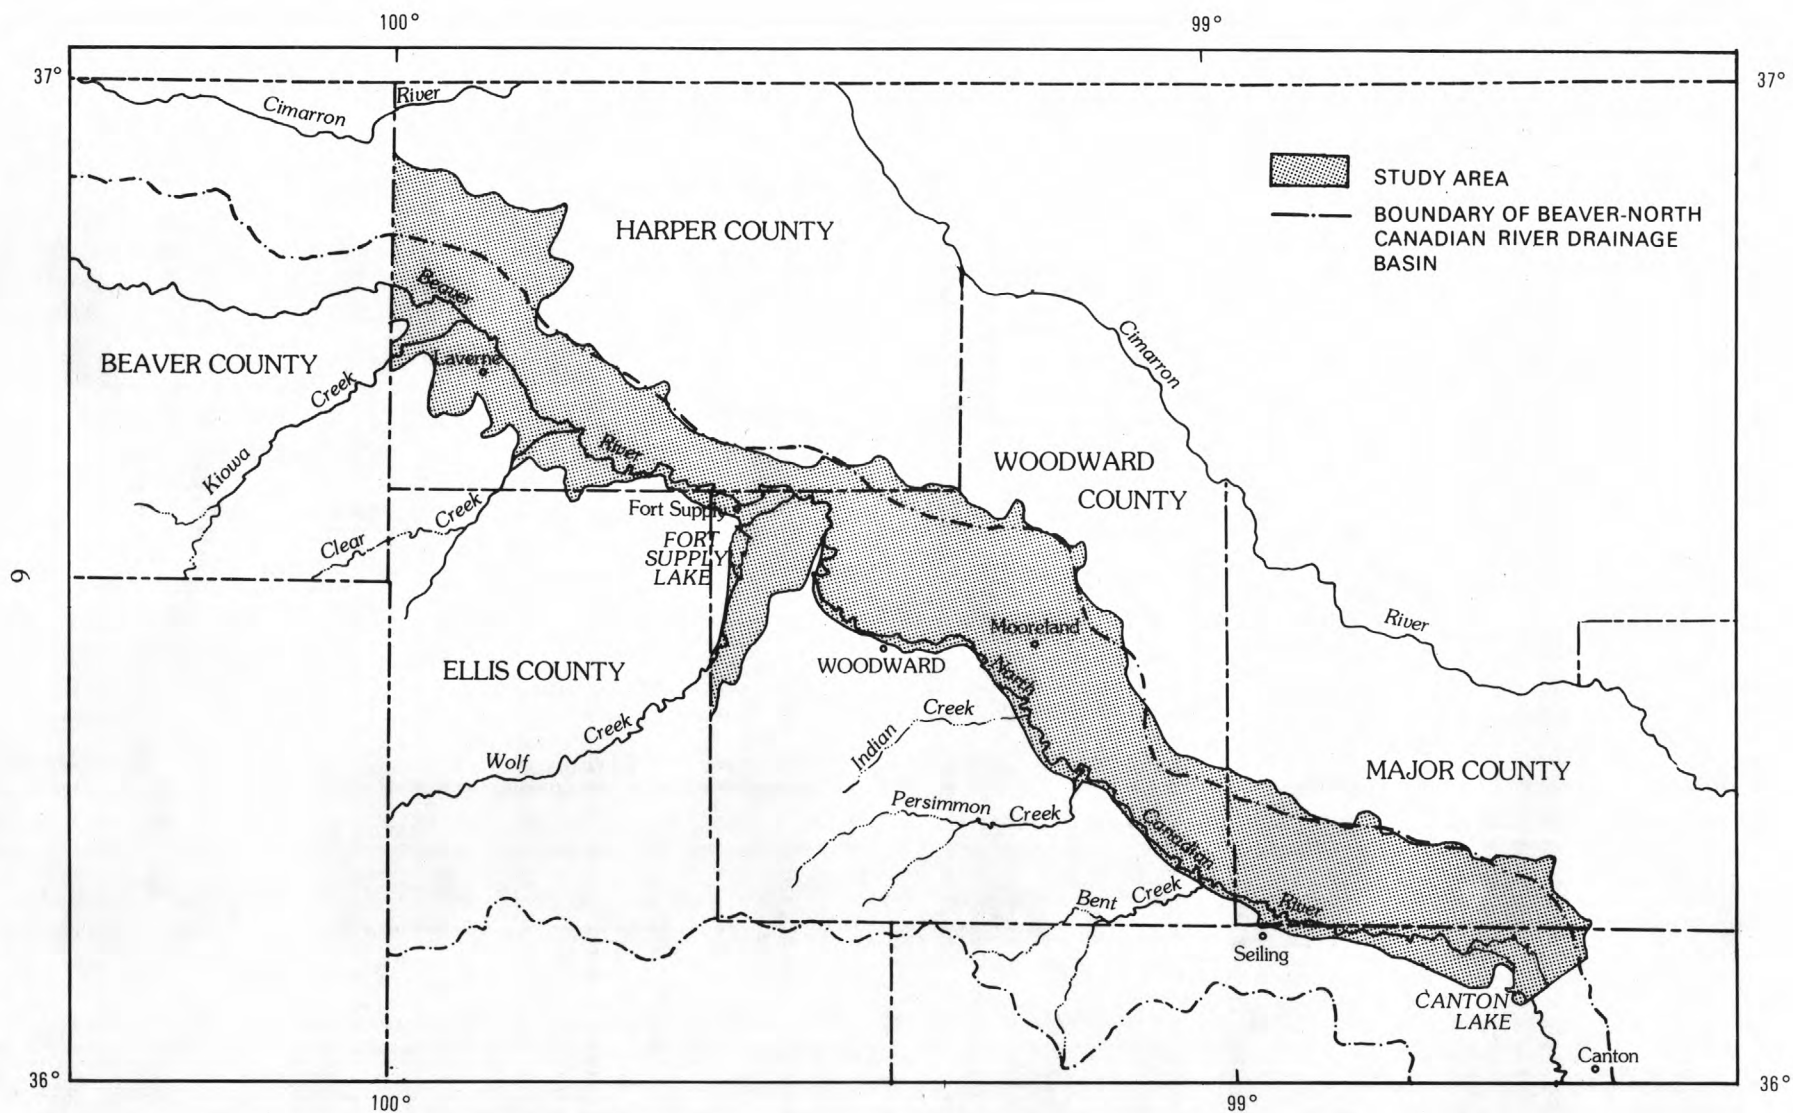 100°
99°
37°
37°
River
Cimarron
STUDY AREA
BOUNDARY OF BEAVER-NORTH
CANADIAN RIVER DRAINAGE
BASIN
HARPER COUNTY
Beaver
Cimarron
BEAVER COUNTY
Laverne
Creek
Kiowa
River
WOODWARD
COUNTY
Creek
Fort Supply
Clear
FORT
SUPPLY
LAKE
6
River
Mooreland
ELLIS COUNTY
WOODWARD
North
Creek
Indian
Creek
Wolf
MAJOR COUNTY
Persimmon
Creek
Canadian
Bent
Creek
River
Seiling
CANTON
LAKE
Canton
36°
36°
100°
99°